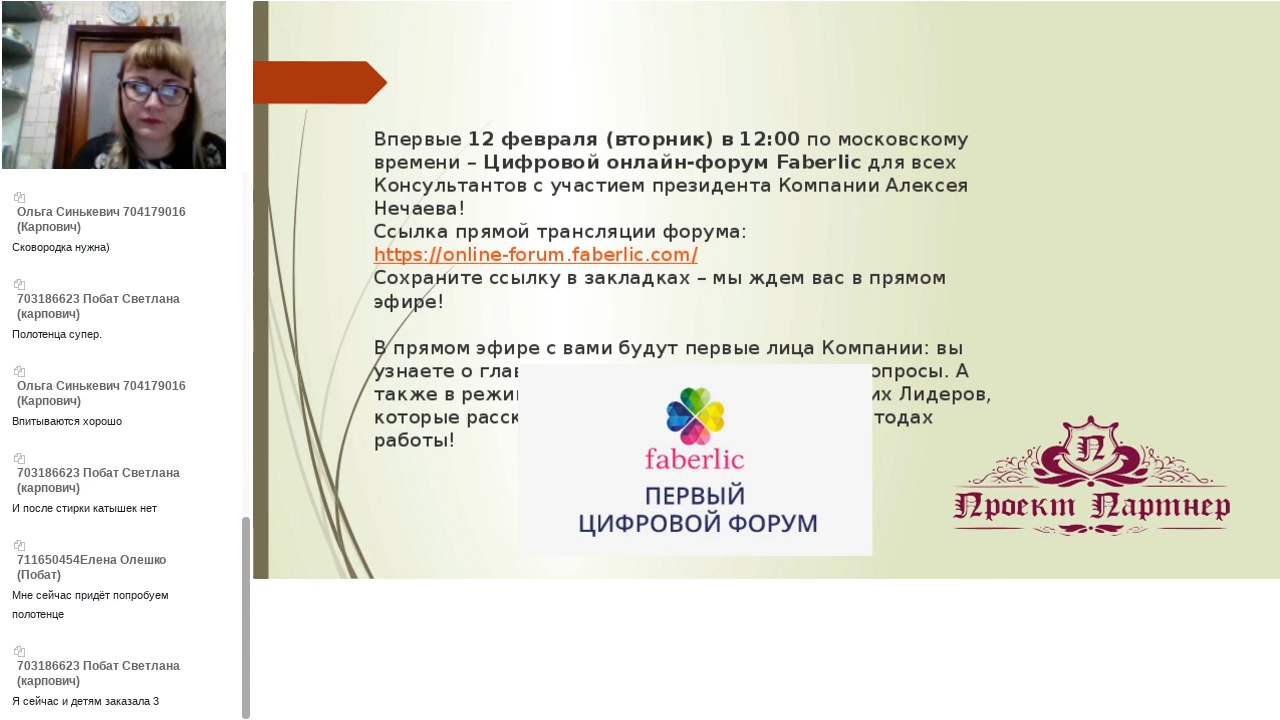 Ольга Синькевич 704179016
(Карпович)
Сковородка нужна)
703186623 Побат Светлана
(карпович)
Полотенца супер.
Ольга Синькевич 704179016
(Карпович)
Впитываются хорошо
703186623 Побат Светлана
(карпович)
И после стирки катышек нет
711650454Елена Олешко
(Побат)
Мне сейчас придёт попробуем
полотенце
703186623 Побат Светлана
(карпович)
Я сейчас и детям заказала 3
Впервые 12 февраля (вторник) в 12:00 по московскому
времени – Цифровой онлайн-форум Faberlic для всех
Консультантов с участием президента Компании Алексея
Нечаева!
Ссылка прямой трансляции форума:
https://online-forum.faberlic.com/
Сохраните ссылку в закладках – мы ждем вас в прямом
эфире!
В прямом эфире с вами будут первые лица Компании: вы
узнаете о А
также в Лидеров,
которые
работы!
faberlic
ПЕРВЫЙ
ЦИФРОВОЙ ФОРУМ
П
Проект Партнер